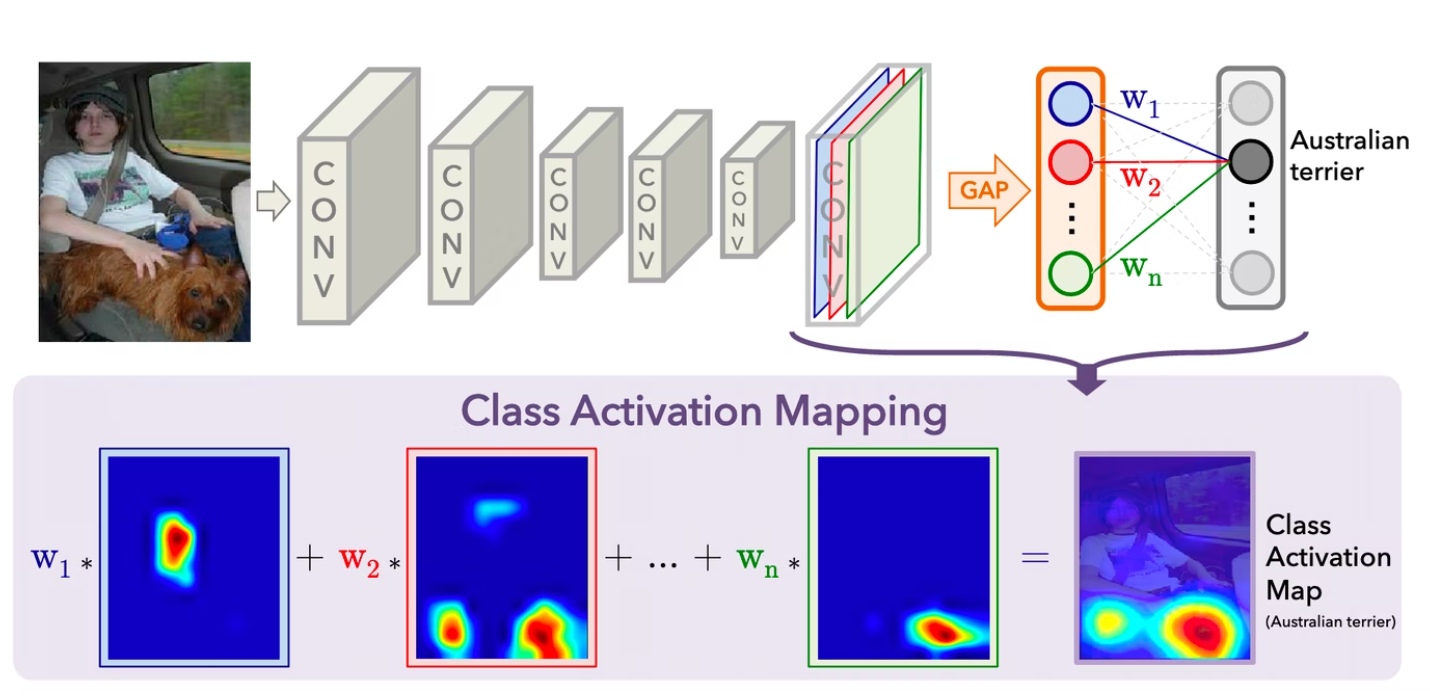 CONV
CONV
CONV
CONV
CONV
CONV
GAP
w1
w2
wn
Australian
terrier
Class Activation Mapping
w1 * + w2 * + ... + wn * =
Class
Activation
Map
(Australian terrier)